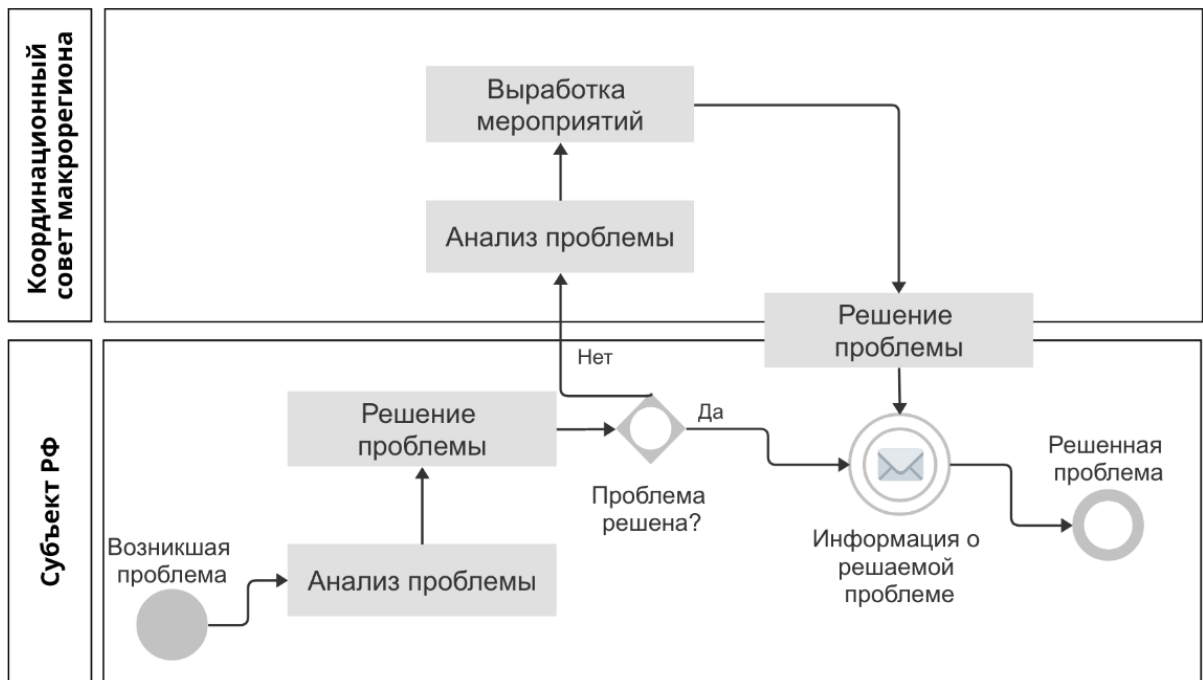 Координационный
совет макрорегиона
Выработка
мероприятий
Анализ проблемы
Решение
проблемы
Субъект РФ
Нет
Решение
проблемы
Да
Проблема
решена?
Решенная
проблема
Информация о
решаемой
проблеме
Возникшая
проблема
Анализ проблемы